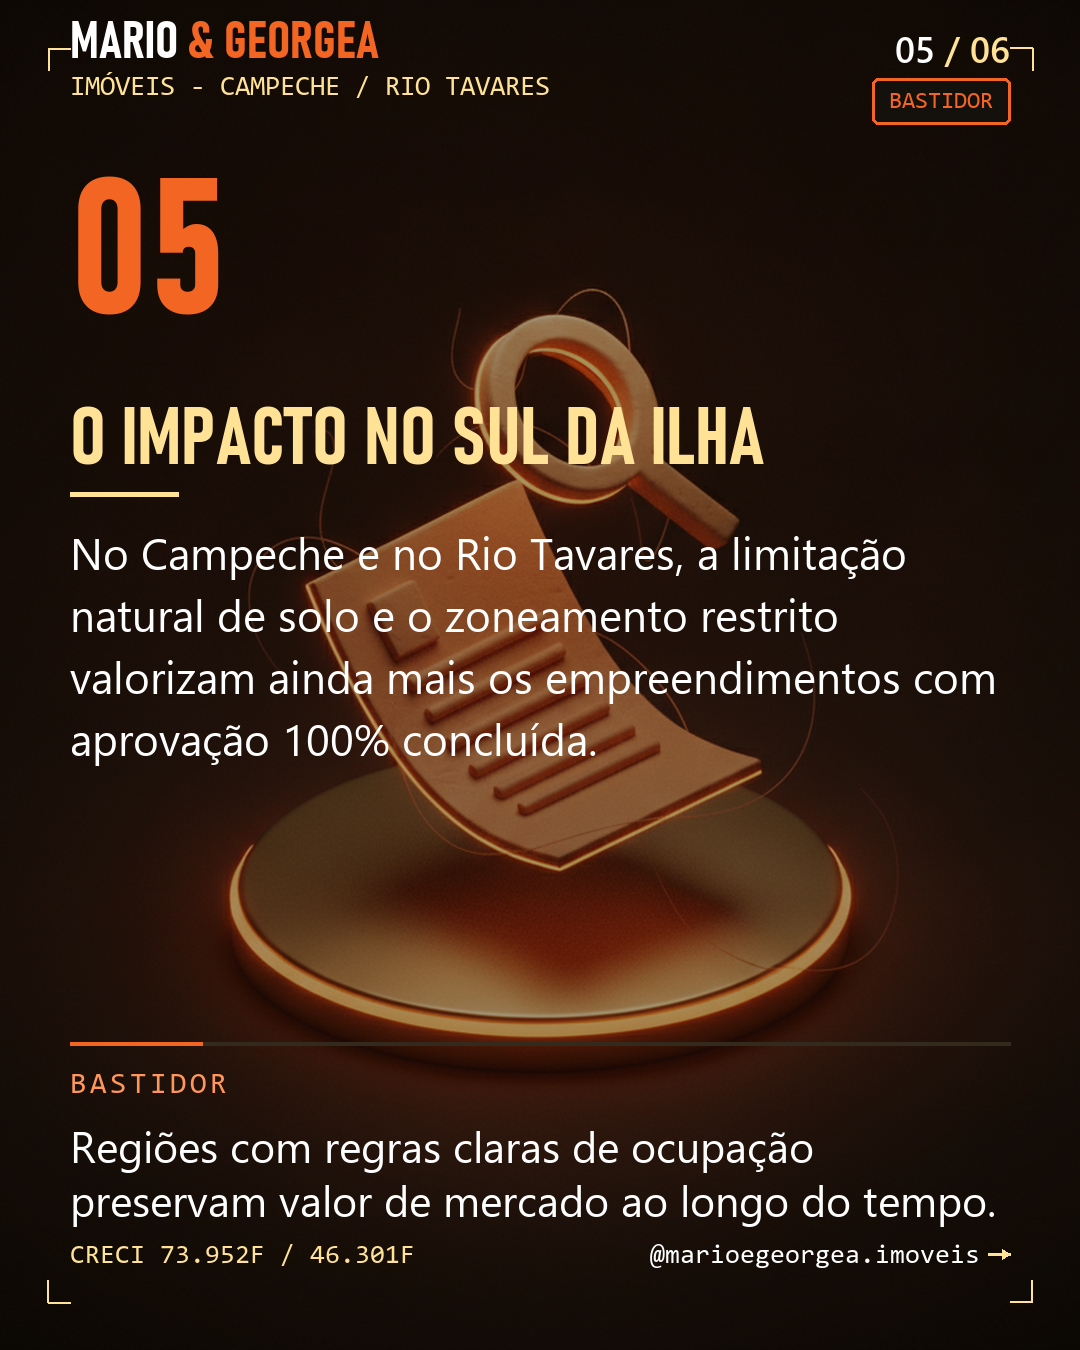 MARIO & GEORGEA
IMÓVEIS - CAMPECHE / RIO TAVARES
05 / 06
BASTIDOR
05
O IMPACTO NO SUL DA ILHA
No Campeche e no Rio Tavares, a limitação
natural de solo e o zoneamento restrito
valorizam ainda mais os empreendimentos com
aprovação 100% concluída.
BASTIDOR
Regiões com regras claras de ocupação
preservam valor de mercado ao longo do tempo.
CRECI 73.952F / 46.301F
@marioegeorgea.imoveis →